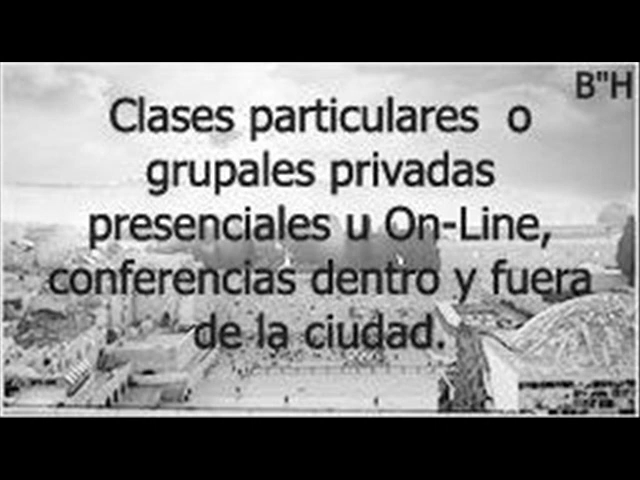 B"H
Clases particulares o
grupales privadas
presenciales u On-Line,
conferencias dentro y fuera
de la ciudad.